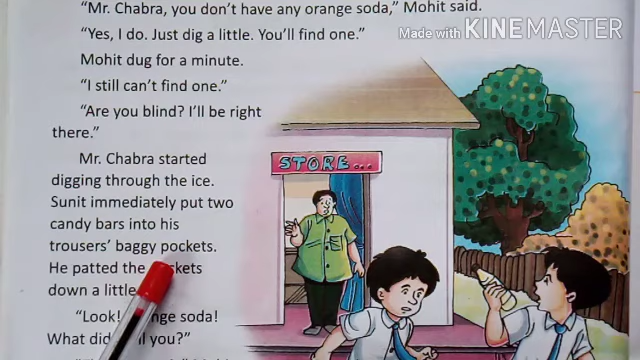 "Mr. Chabra, you don't have any orange soda," Mohit said.
"Yes, I do. Just dig a little. You'll find one."
Made with KINEMASTER
Mohit dug for a minute.
"I still can't find one."
"Are you blind? I'll be right
there."
Mr. Chabra started
digging through the ice.
Sunit immediately put two
candy bars into his
trousers' baggy pockets.
He patted the
down a little
"Look! soda!
What did you?"
STORE...